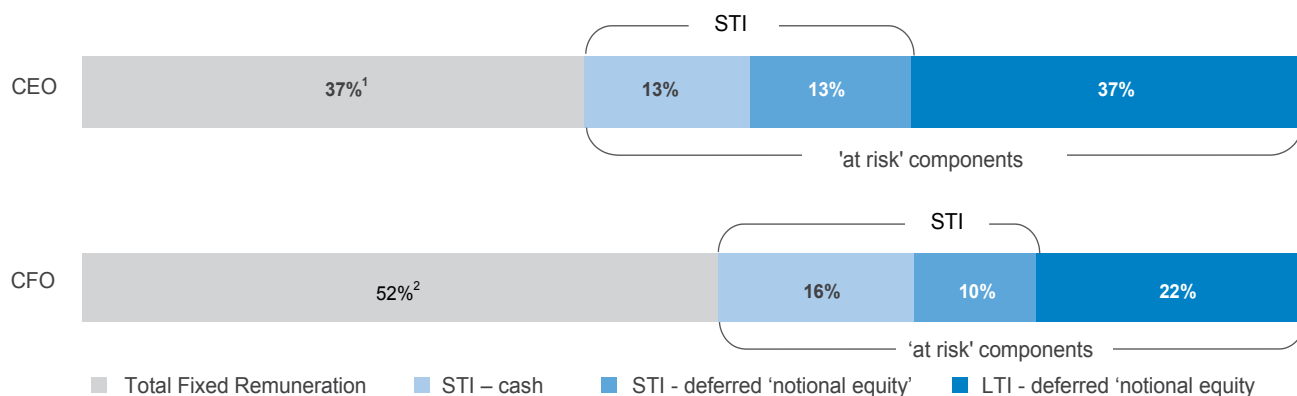 STI
CEO 37%¹ 13% 13% 37%
'at risk' components
STI
CFO 52%² 16% 10% 22%
‘at risk' components
Total Fixed Remuneration STI – cash STI - deferred ‘notional equity’ LTI - deferred ‘notional equity